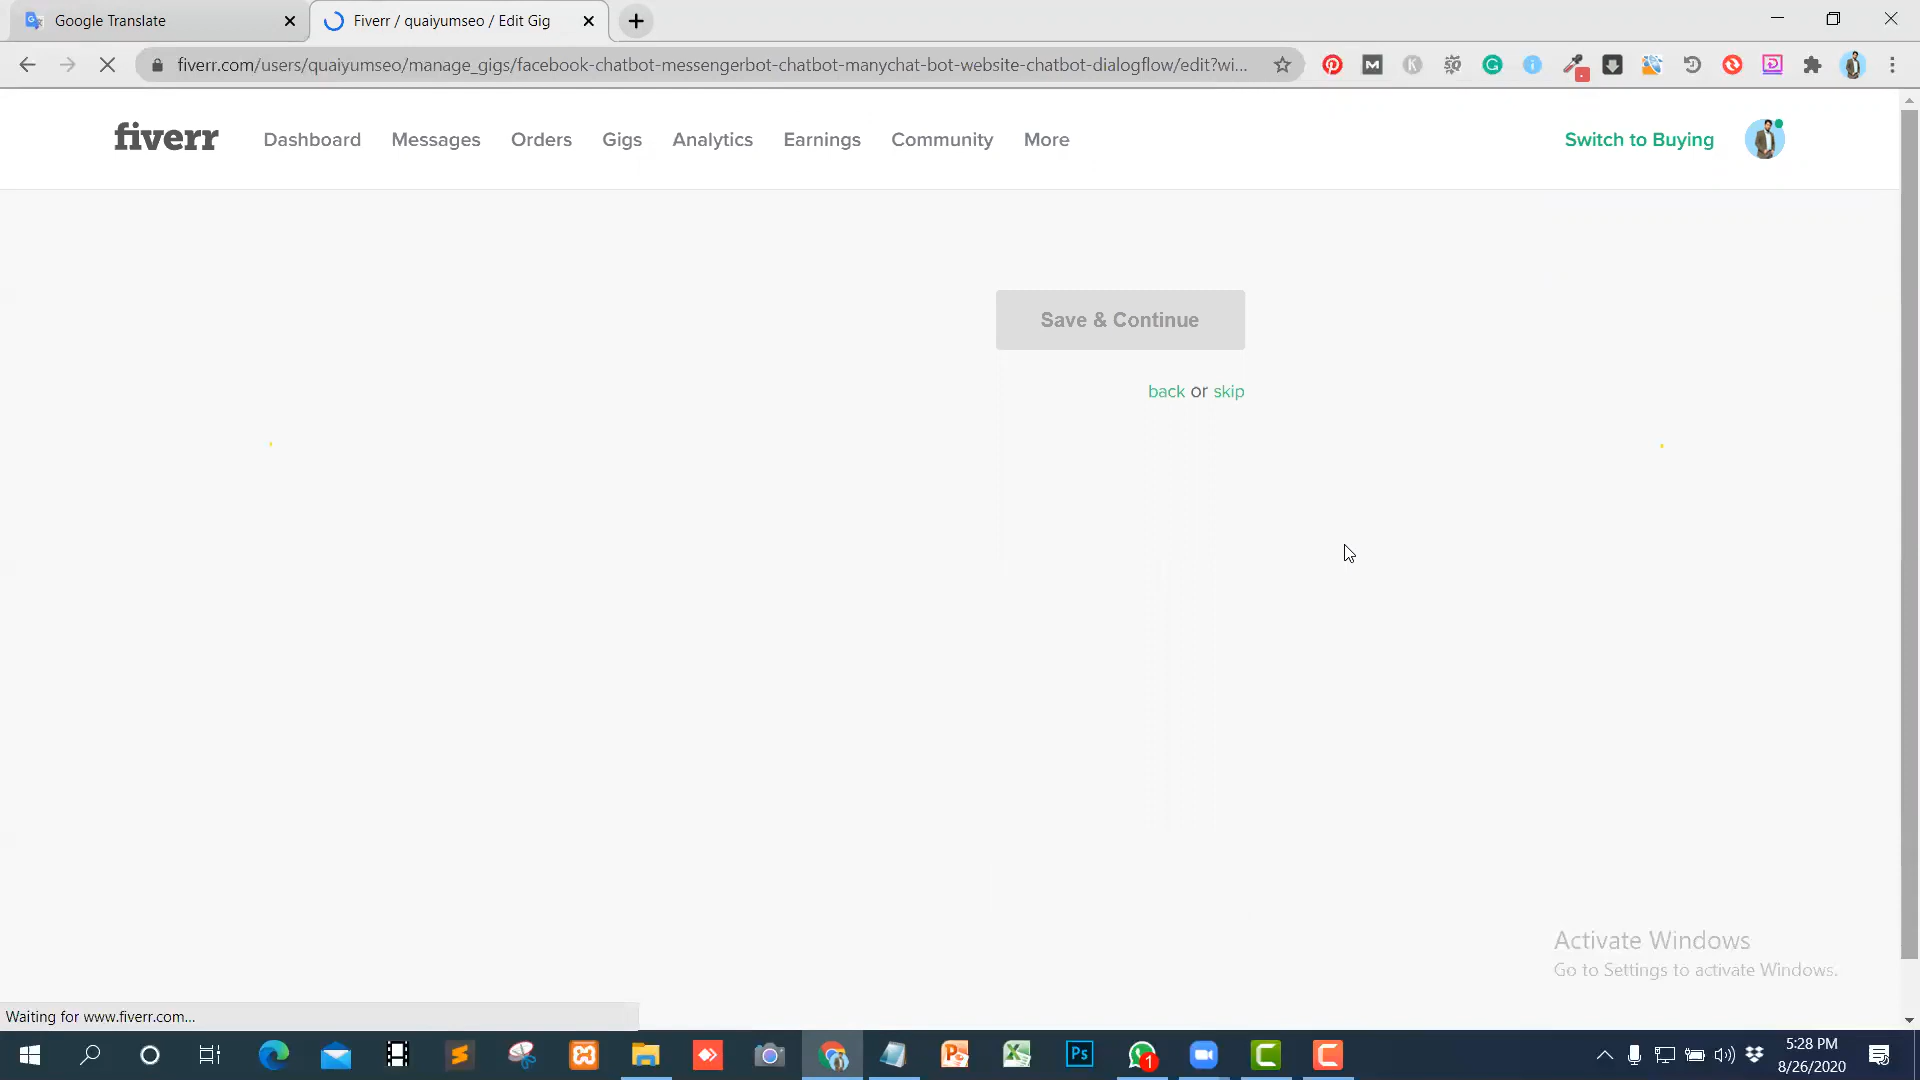 Google Translate
Fiverr / quaiyumseo / Edit Gig
fiverr.com/users/quaiyumseo/manage_gigs/facebook-chatbot-messengerbot-chatbot-manychat-bot-website-chatbot-dialogflow/edit?wi...
fiverr
Dashboard Messages Orders Gigs Analytics Earnings Community More
Switch to Buying
Save & Continue
back or skip
Activate Windows
Go to Settings to activate Windows.
Waiting for www.fiverr.com...
5:28 PM
8/26/2020